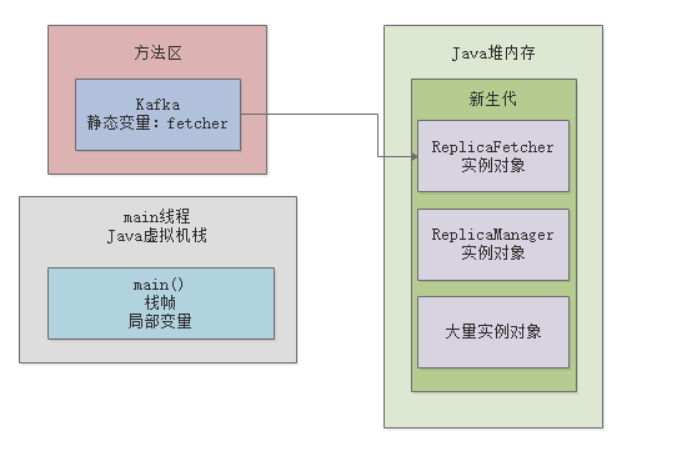 方法区
Kafka
静态变量：fetcher
main线程
Java虚拟机栈
main()
栈帧
局部变量
Java堆内存
新生代
ReplicaFetcher
实例对象
ReplicaManager
实例对象
大量实例对象